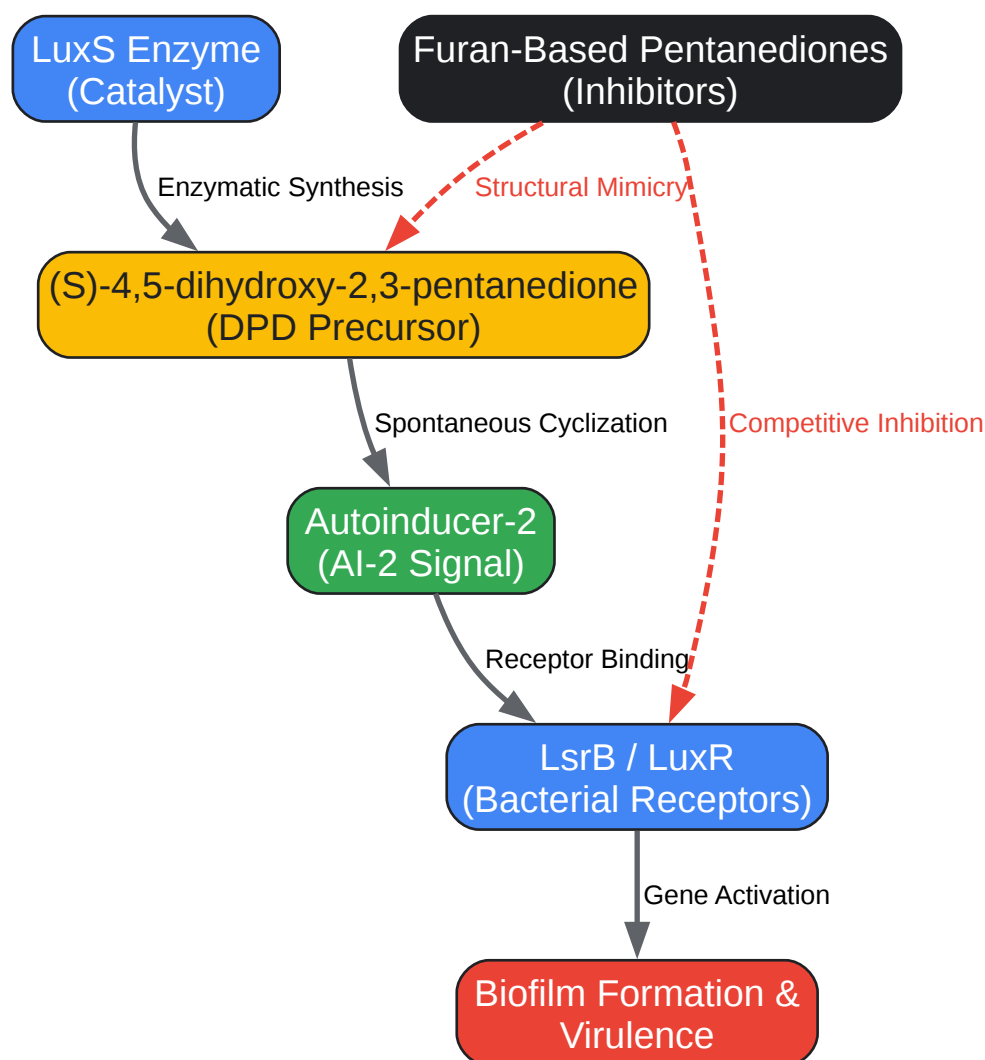 LuxS Enzyme
(Catalyst)
Furan-Based Pentanediones
(Inhibitors)
Enzymatic Synthesis
Structural Mimicry
(S)-4,5-dihydroxy-2,3-pentanedione
(DPD Precursor)
Spontaneous Cyclization
Competitive Inhibition
Autoinducer-2
(AI-2 Signal)
Receptor Binding
LsrB / LuxR
(Bacterial Receptors)
Gene Activation
Biofilm Formation &
Virulence